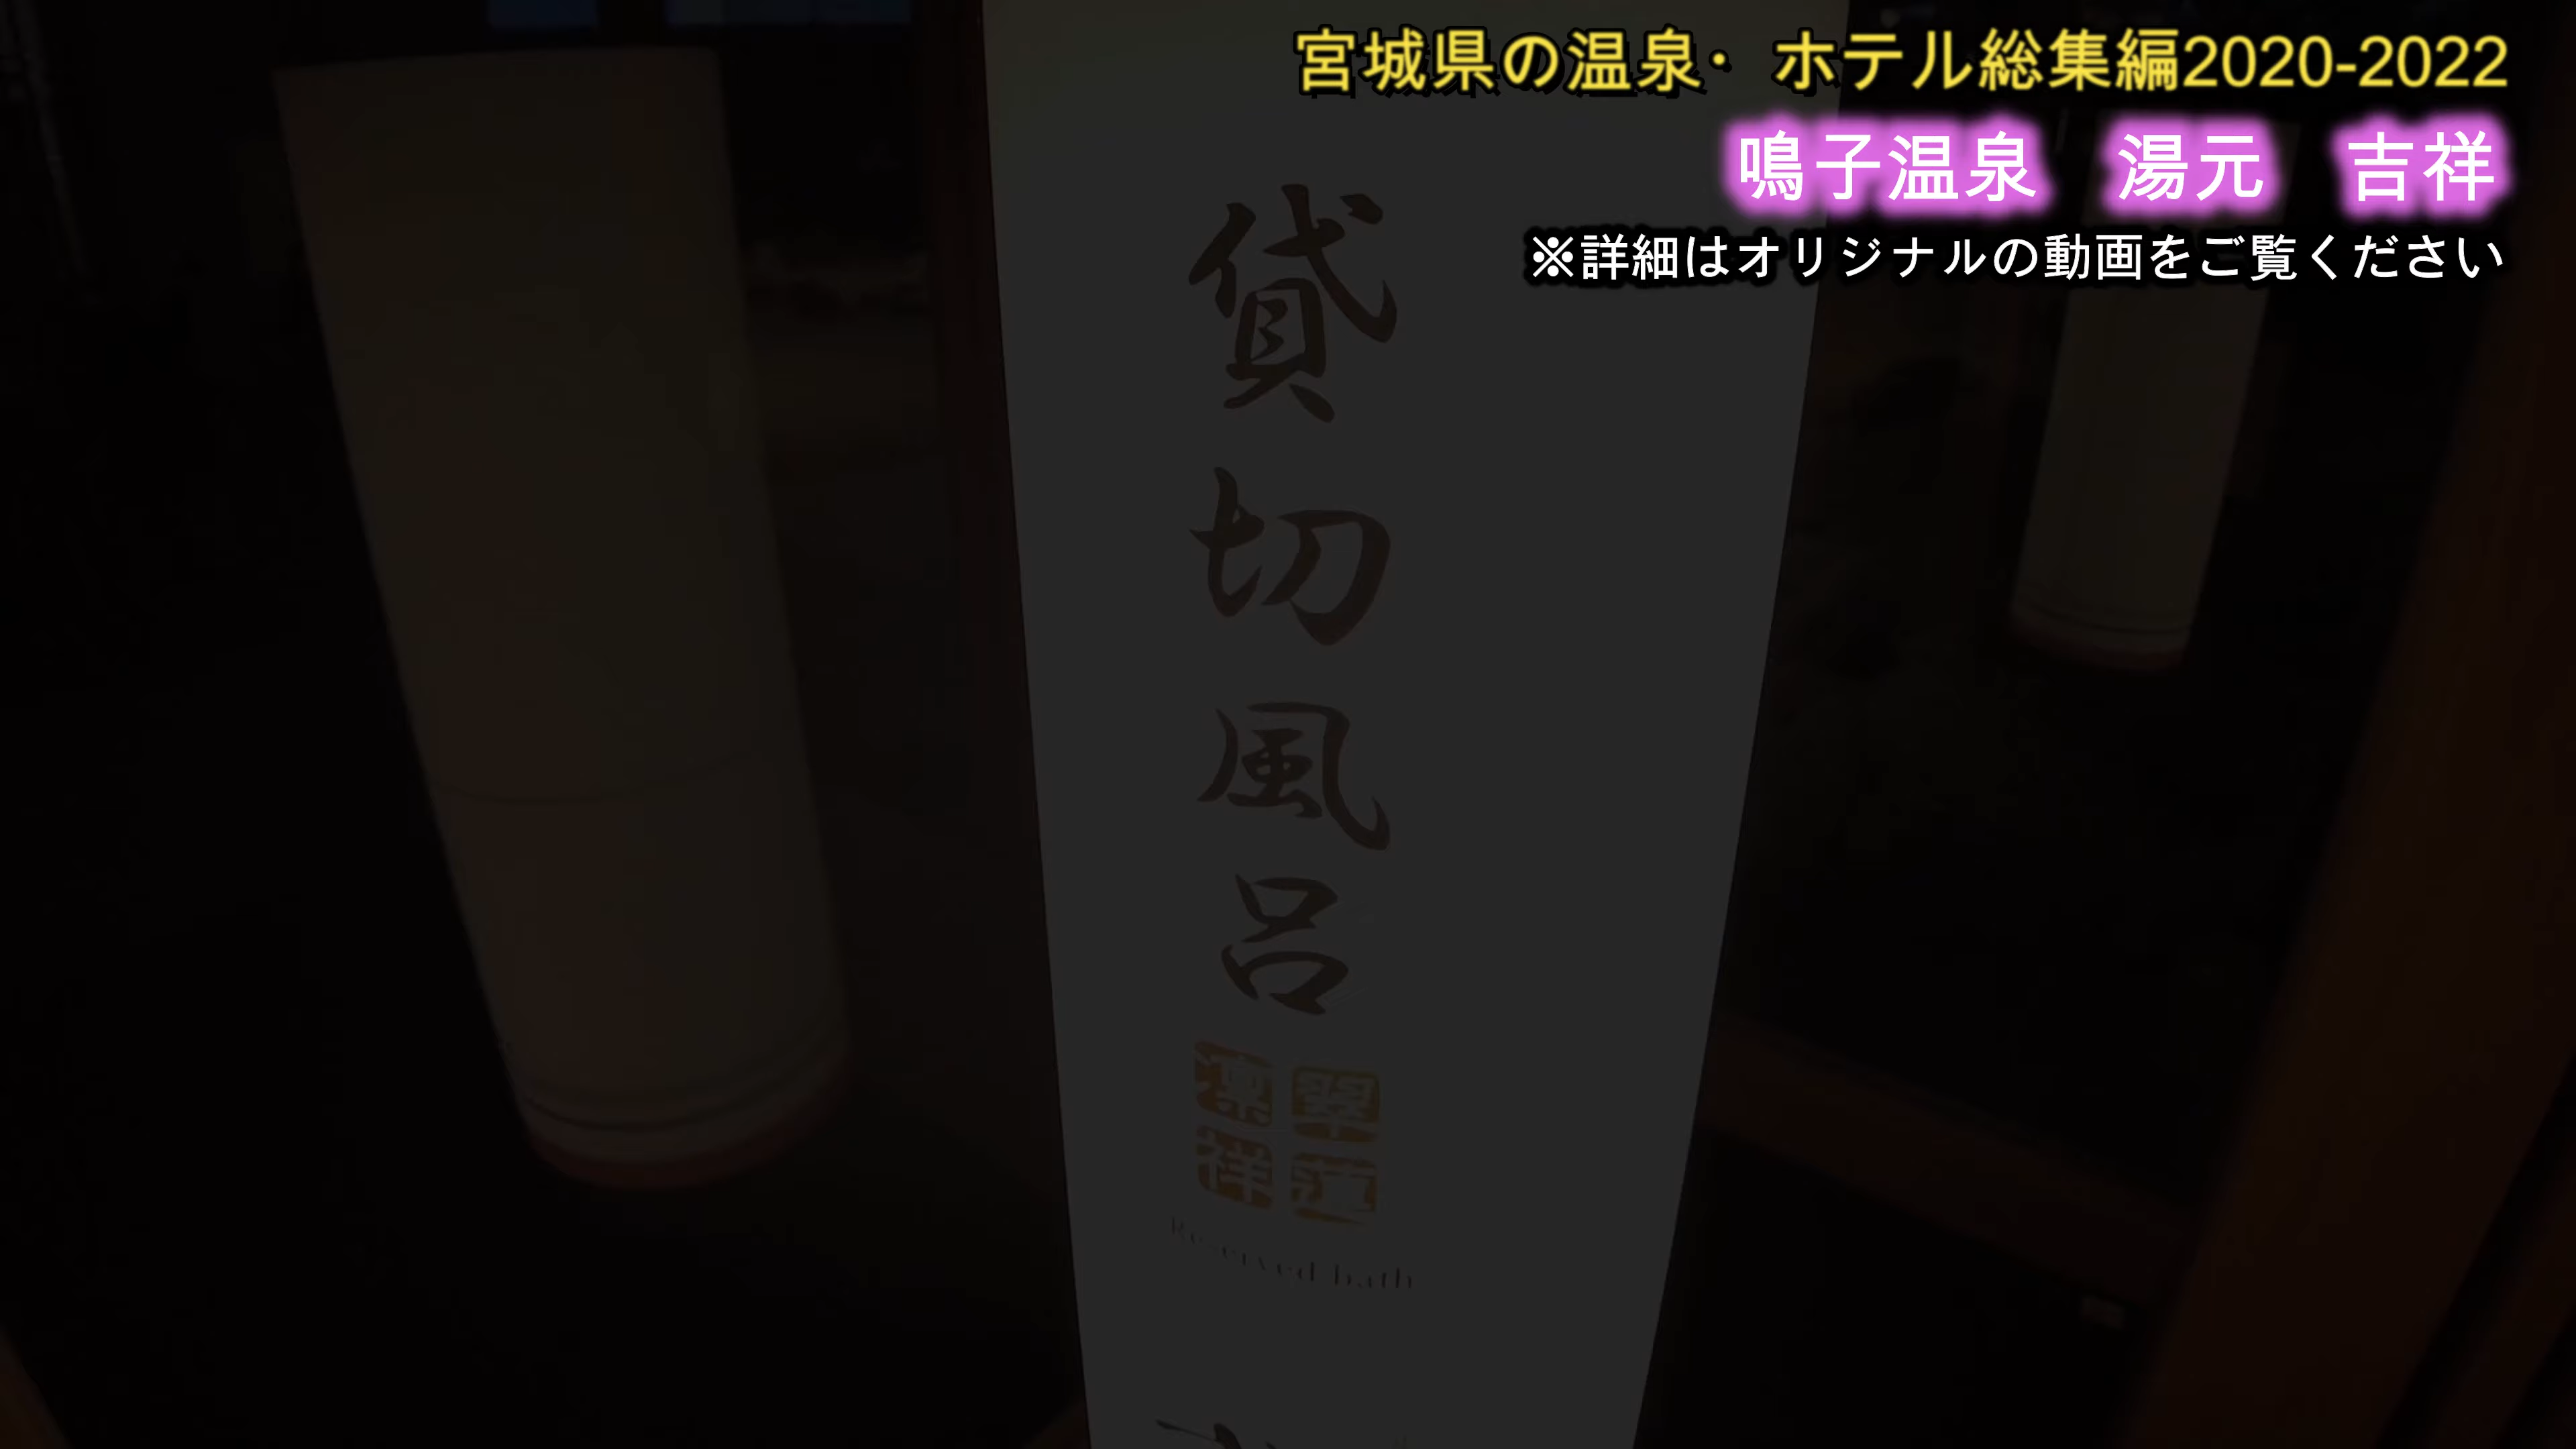 宮城県の温泉・ホテル総集編2020-2022
鳴子温泉　湯元　吉祥
※詳細はオリジナルの動画をご覧ください
貸切風呂
Reserved bath